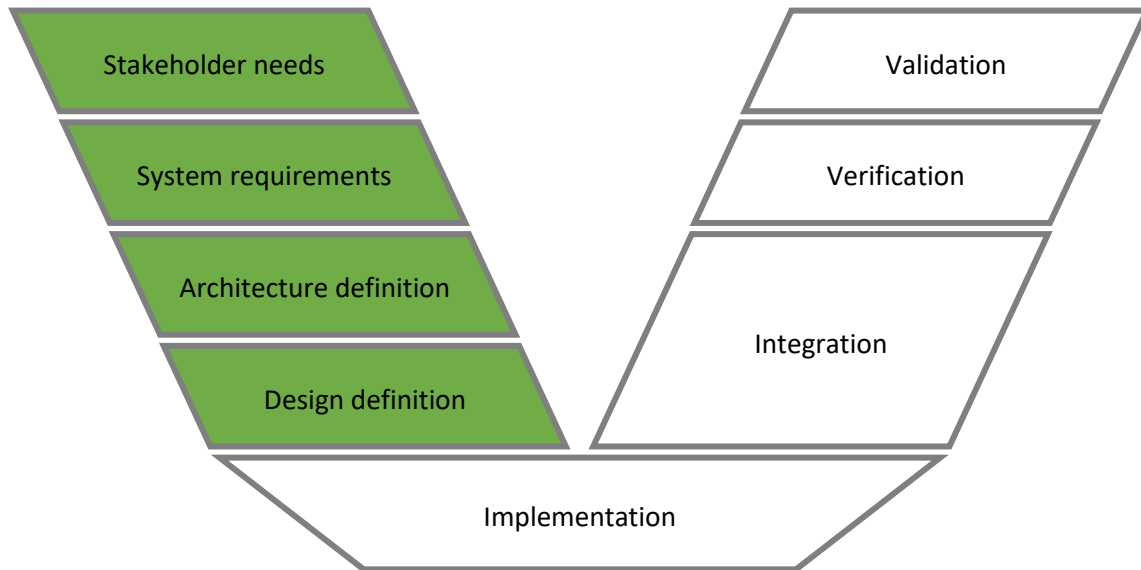 Stakeholder needs
System requirements
Architecture definition
Design definition
Implementation
Integration
Verification
Validation